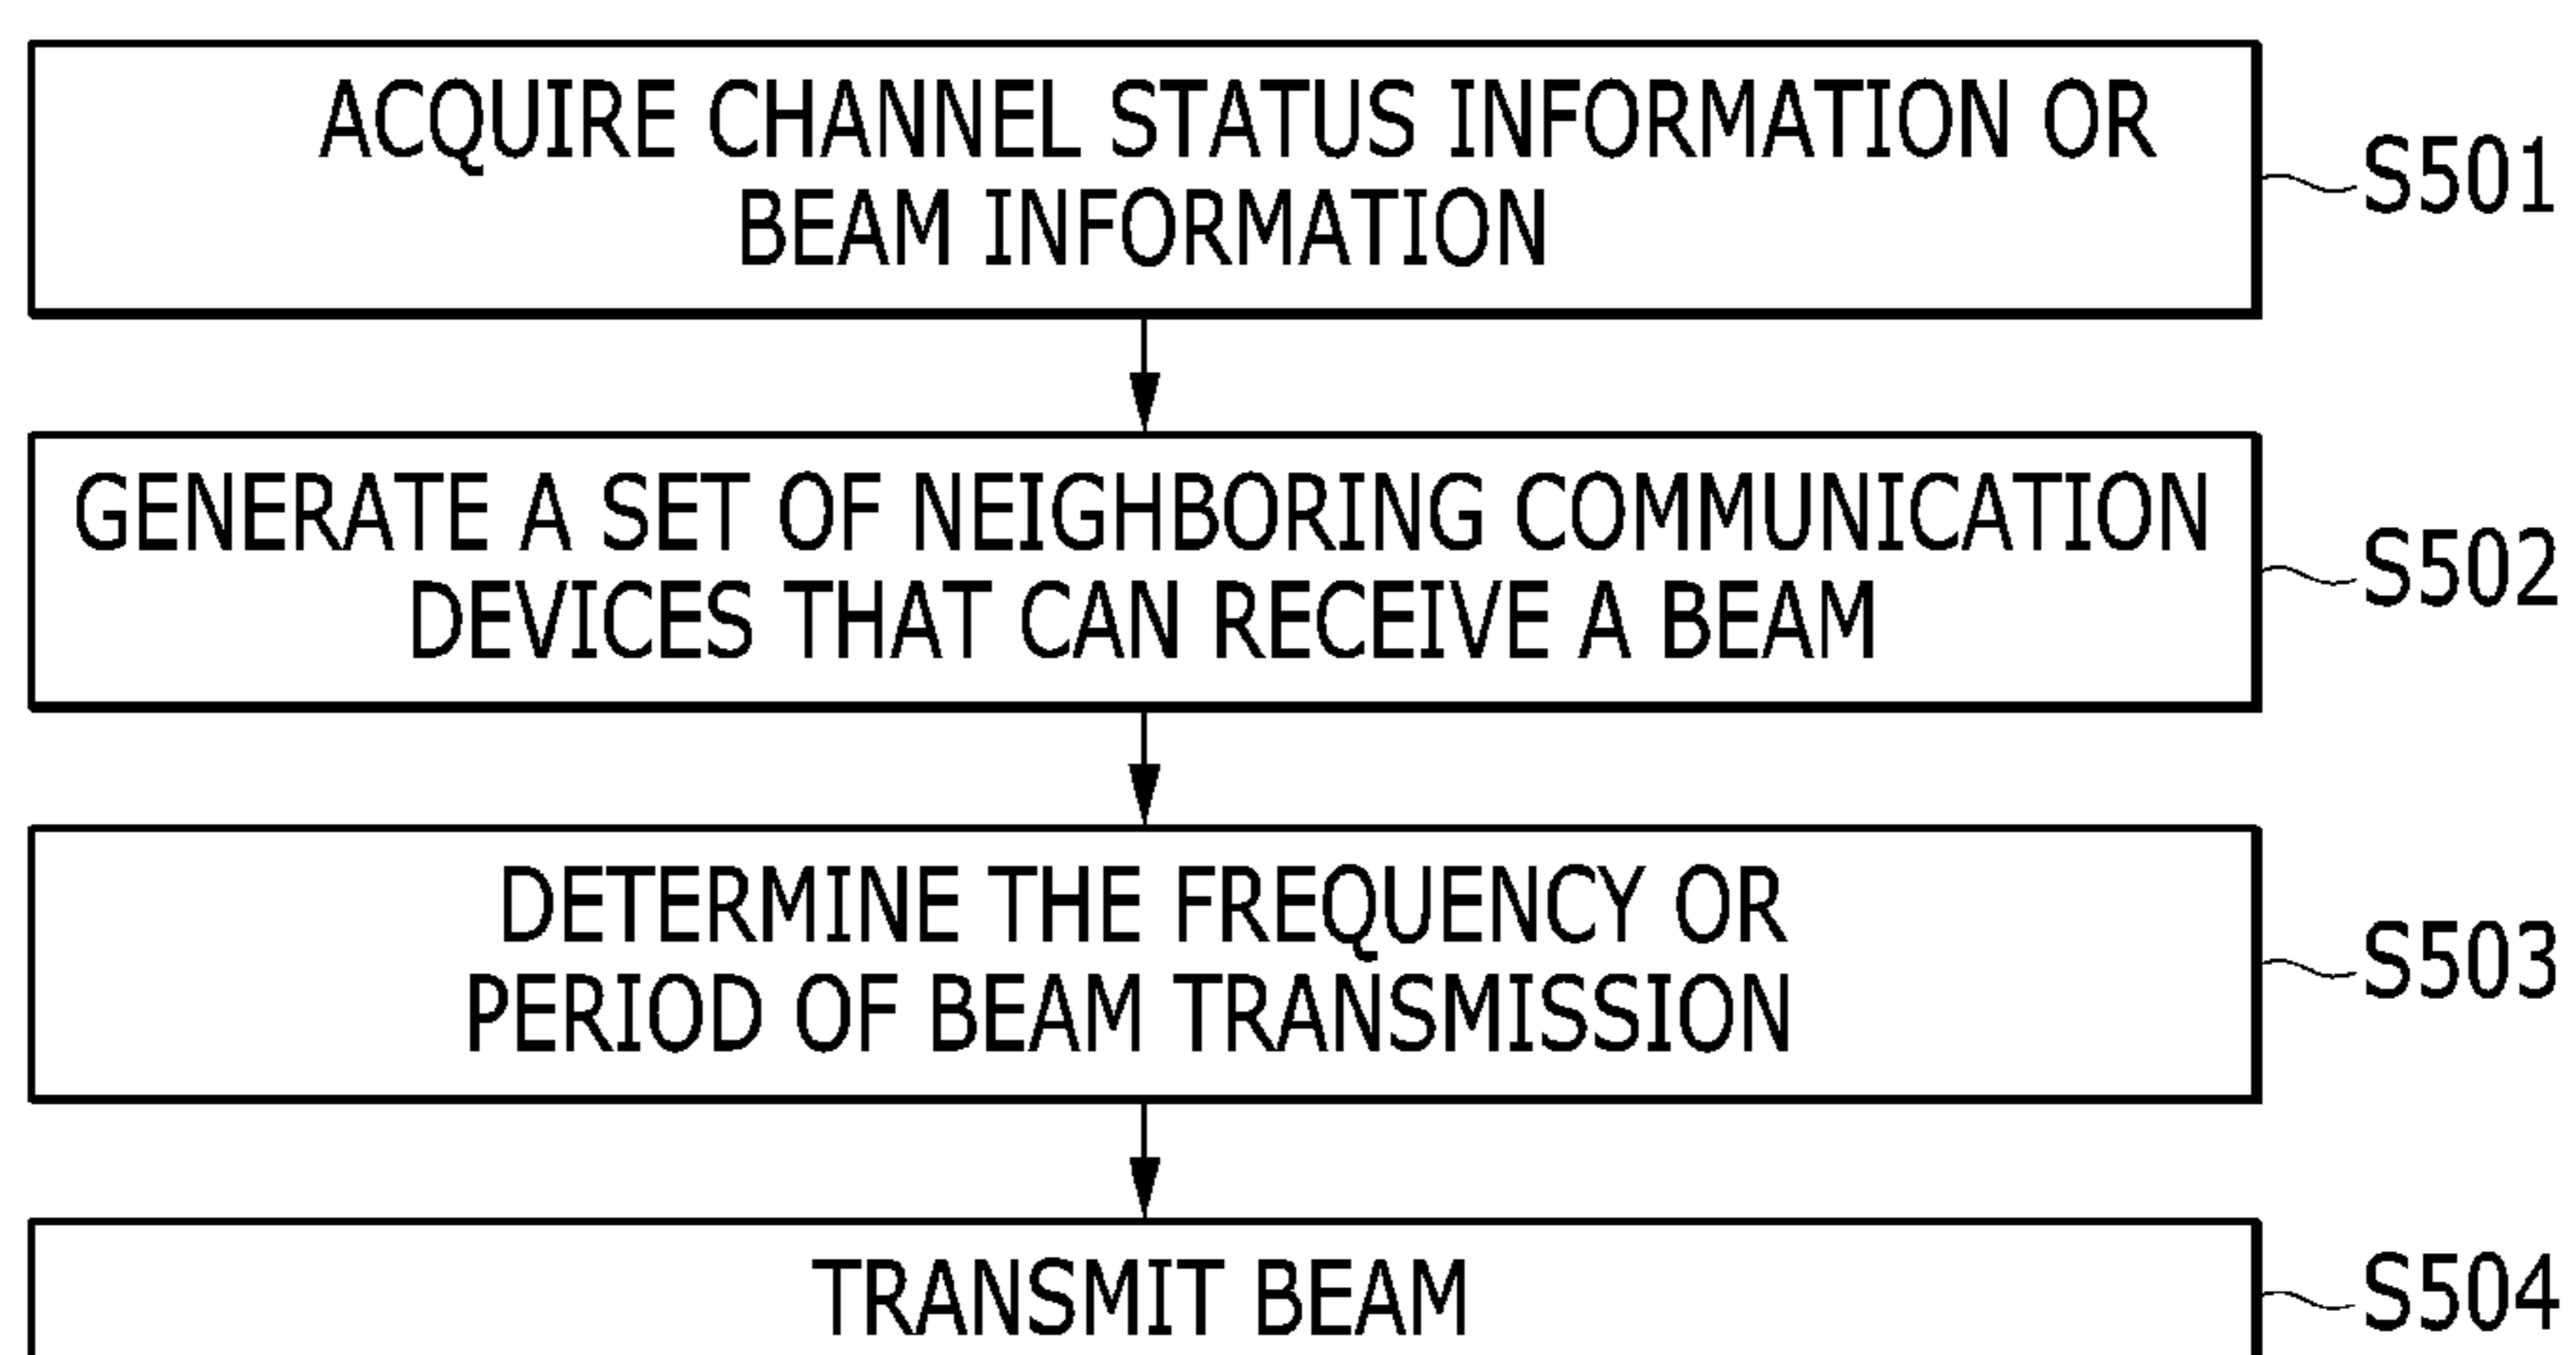 ACQUIRE CHANNEL STATUS INFORMATION OR
BEAM INFORMATION
S501
GENERATE A SET OF NEIGHBORING COMMUNICATION
DEVICES THAT CAN RECEIVE A BEAM
S502
DETERMINE THE FREQUENCY OR
PERIOD OF BEAM TRANSMISSION
S503
TRANSMIT BEAM
S504